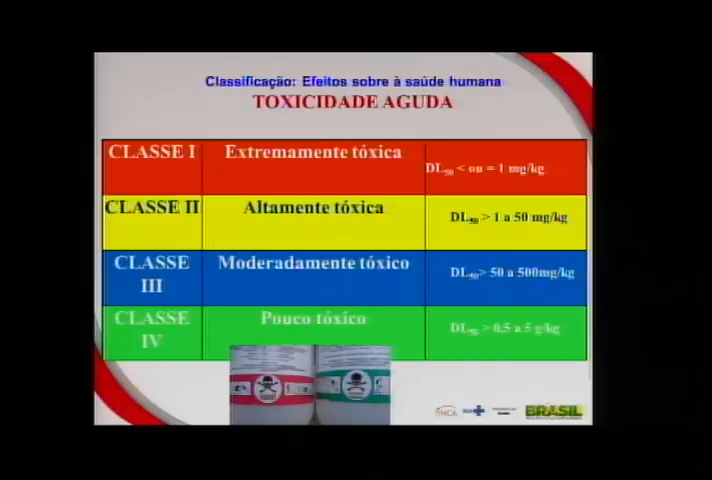 Classificação: Efeitos sobre à saúde humana
TOXICIDADE AGUDA
CLASSE I Extremamente tóxica DL50 < ou = 1 mg/kg
CLASSE II Altamente tóxica DL50 > 1 a 50 mg/kg
CLASSE III Moderadamente tóxico DL50> 50 a 500mg/kg
CLASSE IV Pouco tóxico DL50 > 0.5 a 5 g/kg
INCA SUS BRASIL